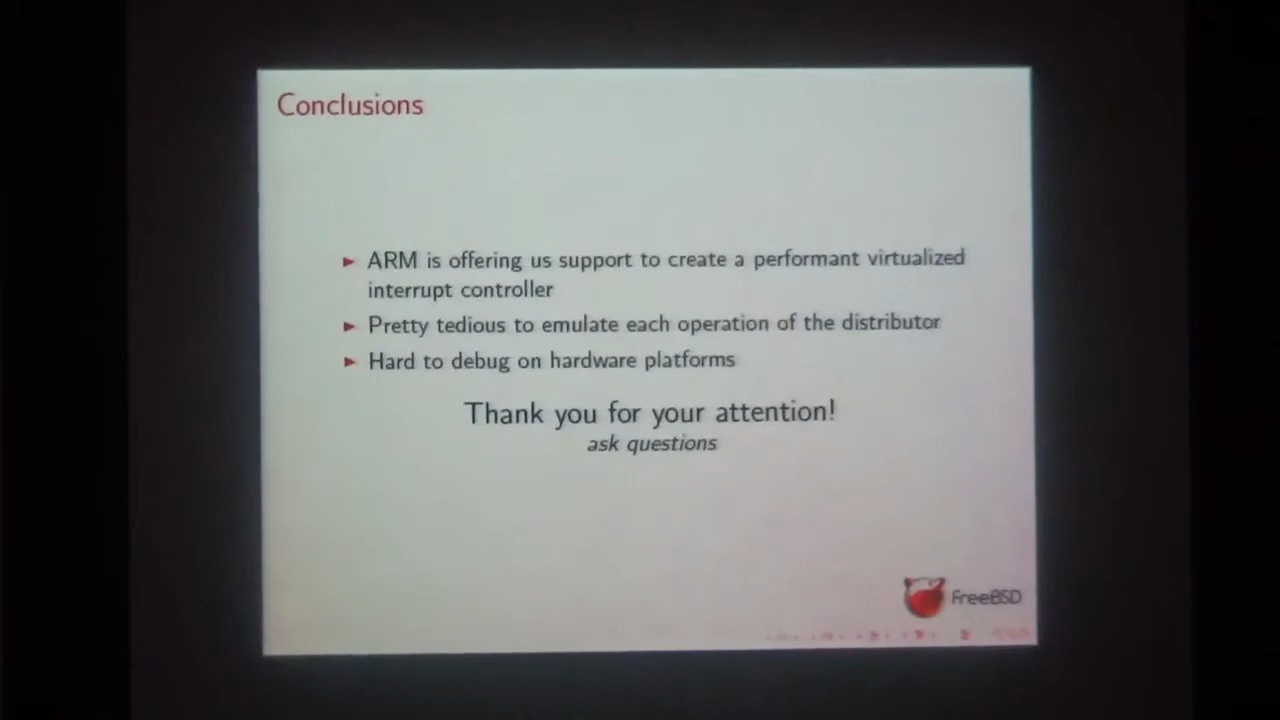 Conclusions
► ARM is offering us support to create a performant virtualized
interrupt controller
► Pretty tedious to emulate each operation of the distributor
► Hard to debug on hardware platforms
Thank you for your attention!
ask questions
FreeBSD